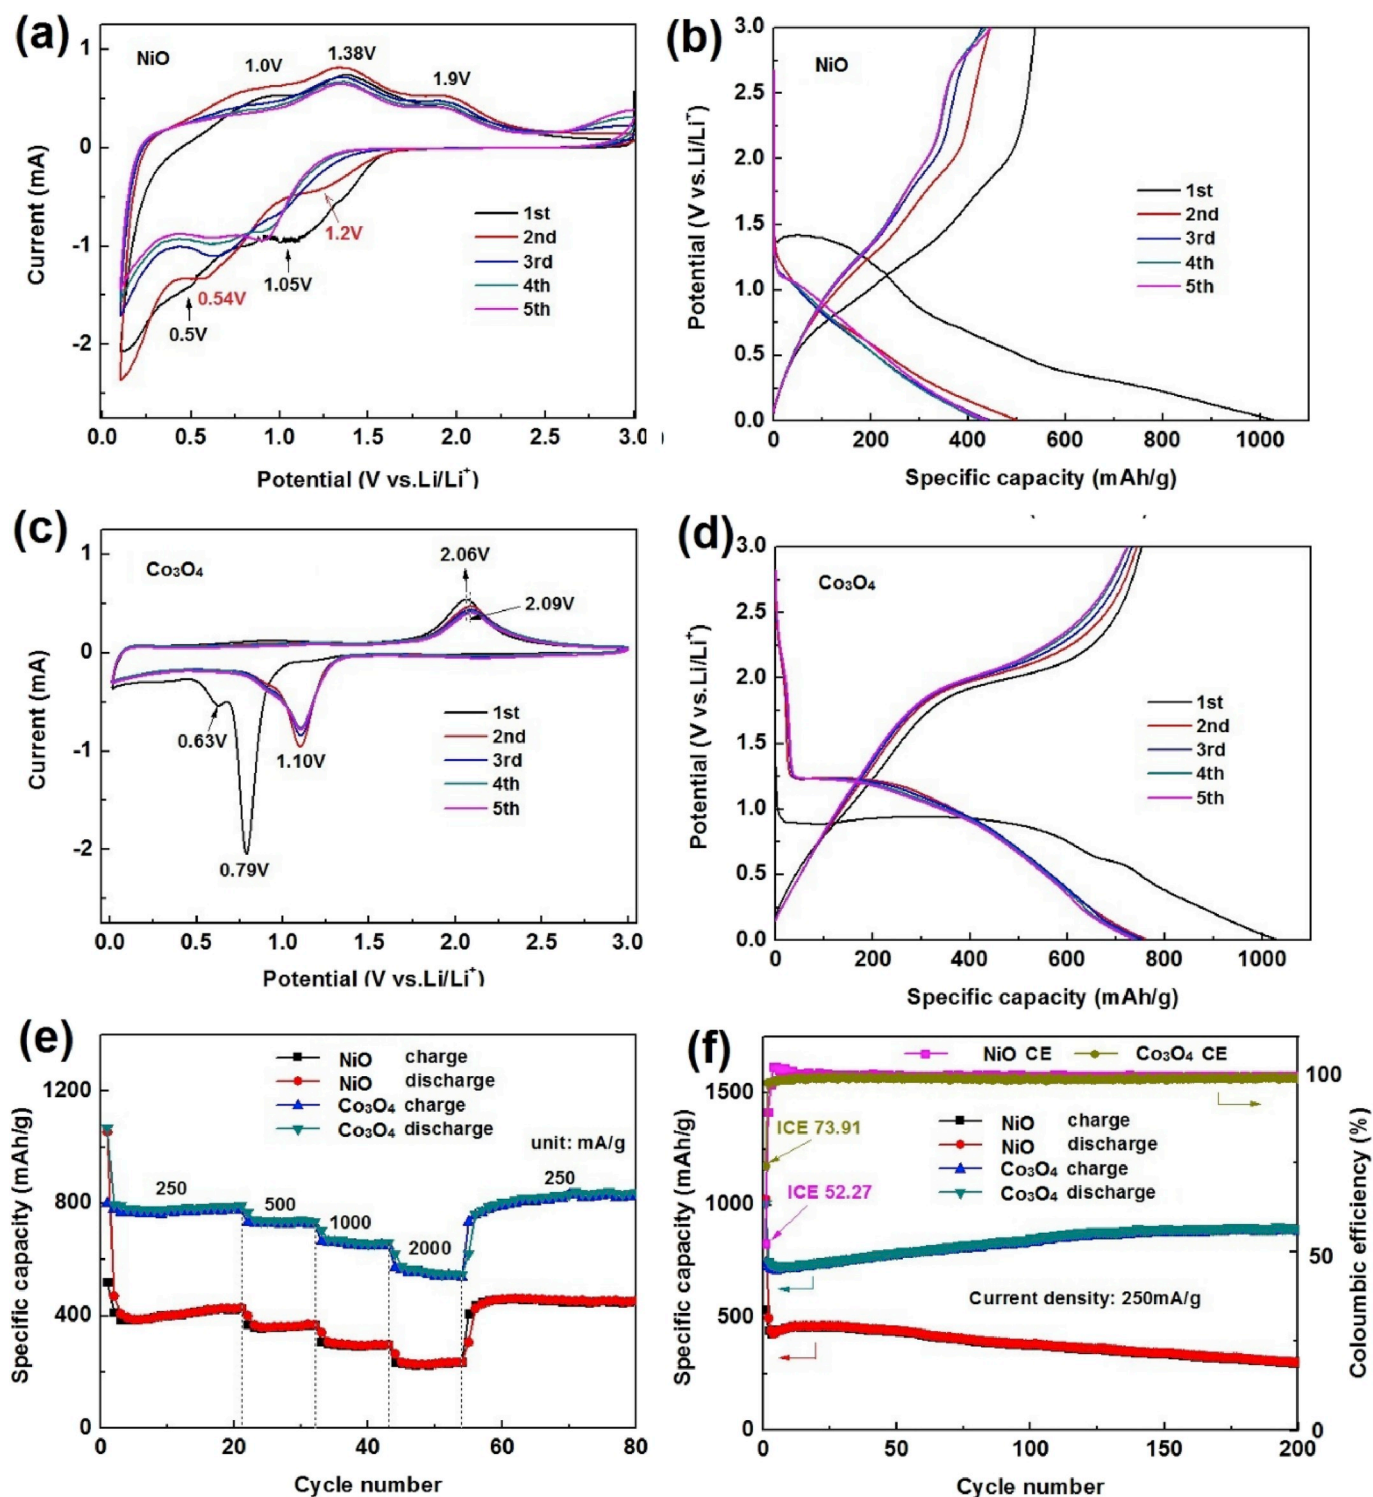 (a)
NiO
1.0V
1.38V
1.9V
1.2V
1.05V
0.54V
0.5V
1st
2nd
3rd
4th
5th
1
0
-1
-2
0.0 0.5 1.0 1.5 2.0 2.5 3.0
Current (mA)
Potential (V vs.Li/Li⁺)
(b)
NiO
1st
2nd
3rd
4th
5th
3.0
2.5
2.0
1.5
1.0
0.5
0.0
0 200 400 600 800 1000
Potential (V vs.Li/Li⁺)
Specific capacity (mAh/g)
(c)
Co₃O₄
2.06V
2.09V
0.63V
1.10V
0.79V
1st
2nd
3rd
4th
5th
1
0
-1
-2
0.0 0.5 1.0 1.5 2.0 2.5 3.0
Current (mA)
Potential (V vs.Li/Li⁺)
(d)
Co₃O₄
1st
2nd
3rd
4th
5th
3.0
2.5
2.0
1.5
1.0
0.5
0.0
0 200 400 600 800 1000
Potential (V vs.Li/Li⁺)
Specific capacity (mAh/g)
(e)
NiO charge
NiO discharge
Co₃O₄ charge
Co₃O₄ discharge
unit: mA/g
250
500
1000
2000
250
1200
800
400
0
0 20 40 60 80
Specific capacity (mAh/g)
Cycle number
(f)
NiO CE Co₃O₄ CE
NiO charge
NiO discharge
Co₃O₄ charge
Co₃O₄ discharge
ICE 73.91
ICE 52.27
Current density: 250mA/g
1500
1000
500
0
100
50
0
0 50 100 150 200
Specific capacity (mAh/g)
Coloumbic efficiency (%)
Cycle number